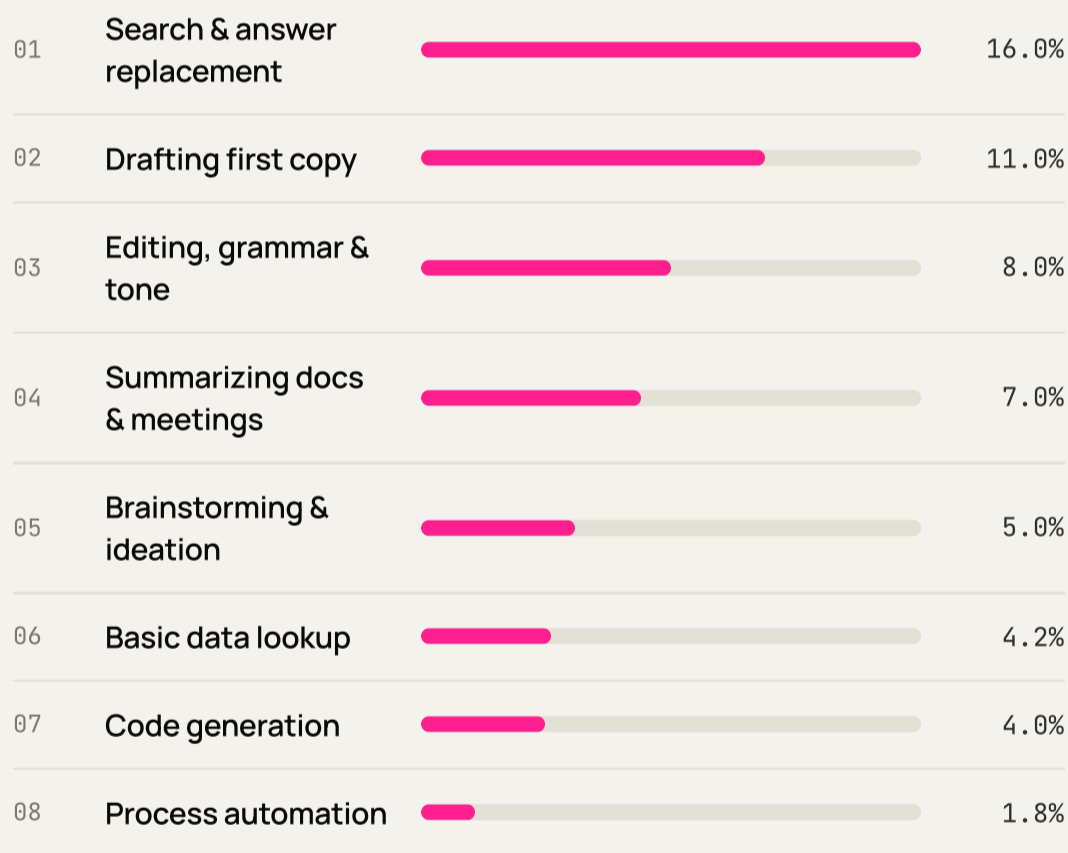 01
Search & answer
replacement
16.0%
02
Drafting first copy
11.0%
03
Editing, grammar &
tone
8.0%
04
Summarizing docs
& meetings
7.0%
05
Brainstorming &
ideation
5.0%
06
Basic data lookup
4.2%
07
Code generation
4.0%
08
Process automation
1.8%